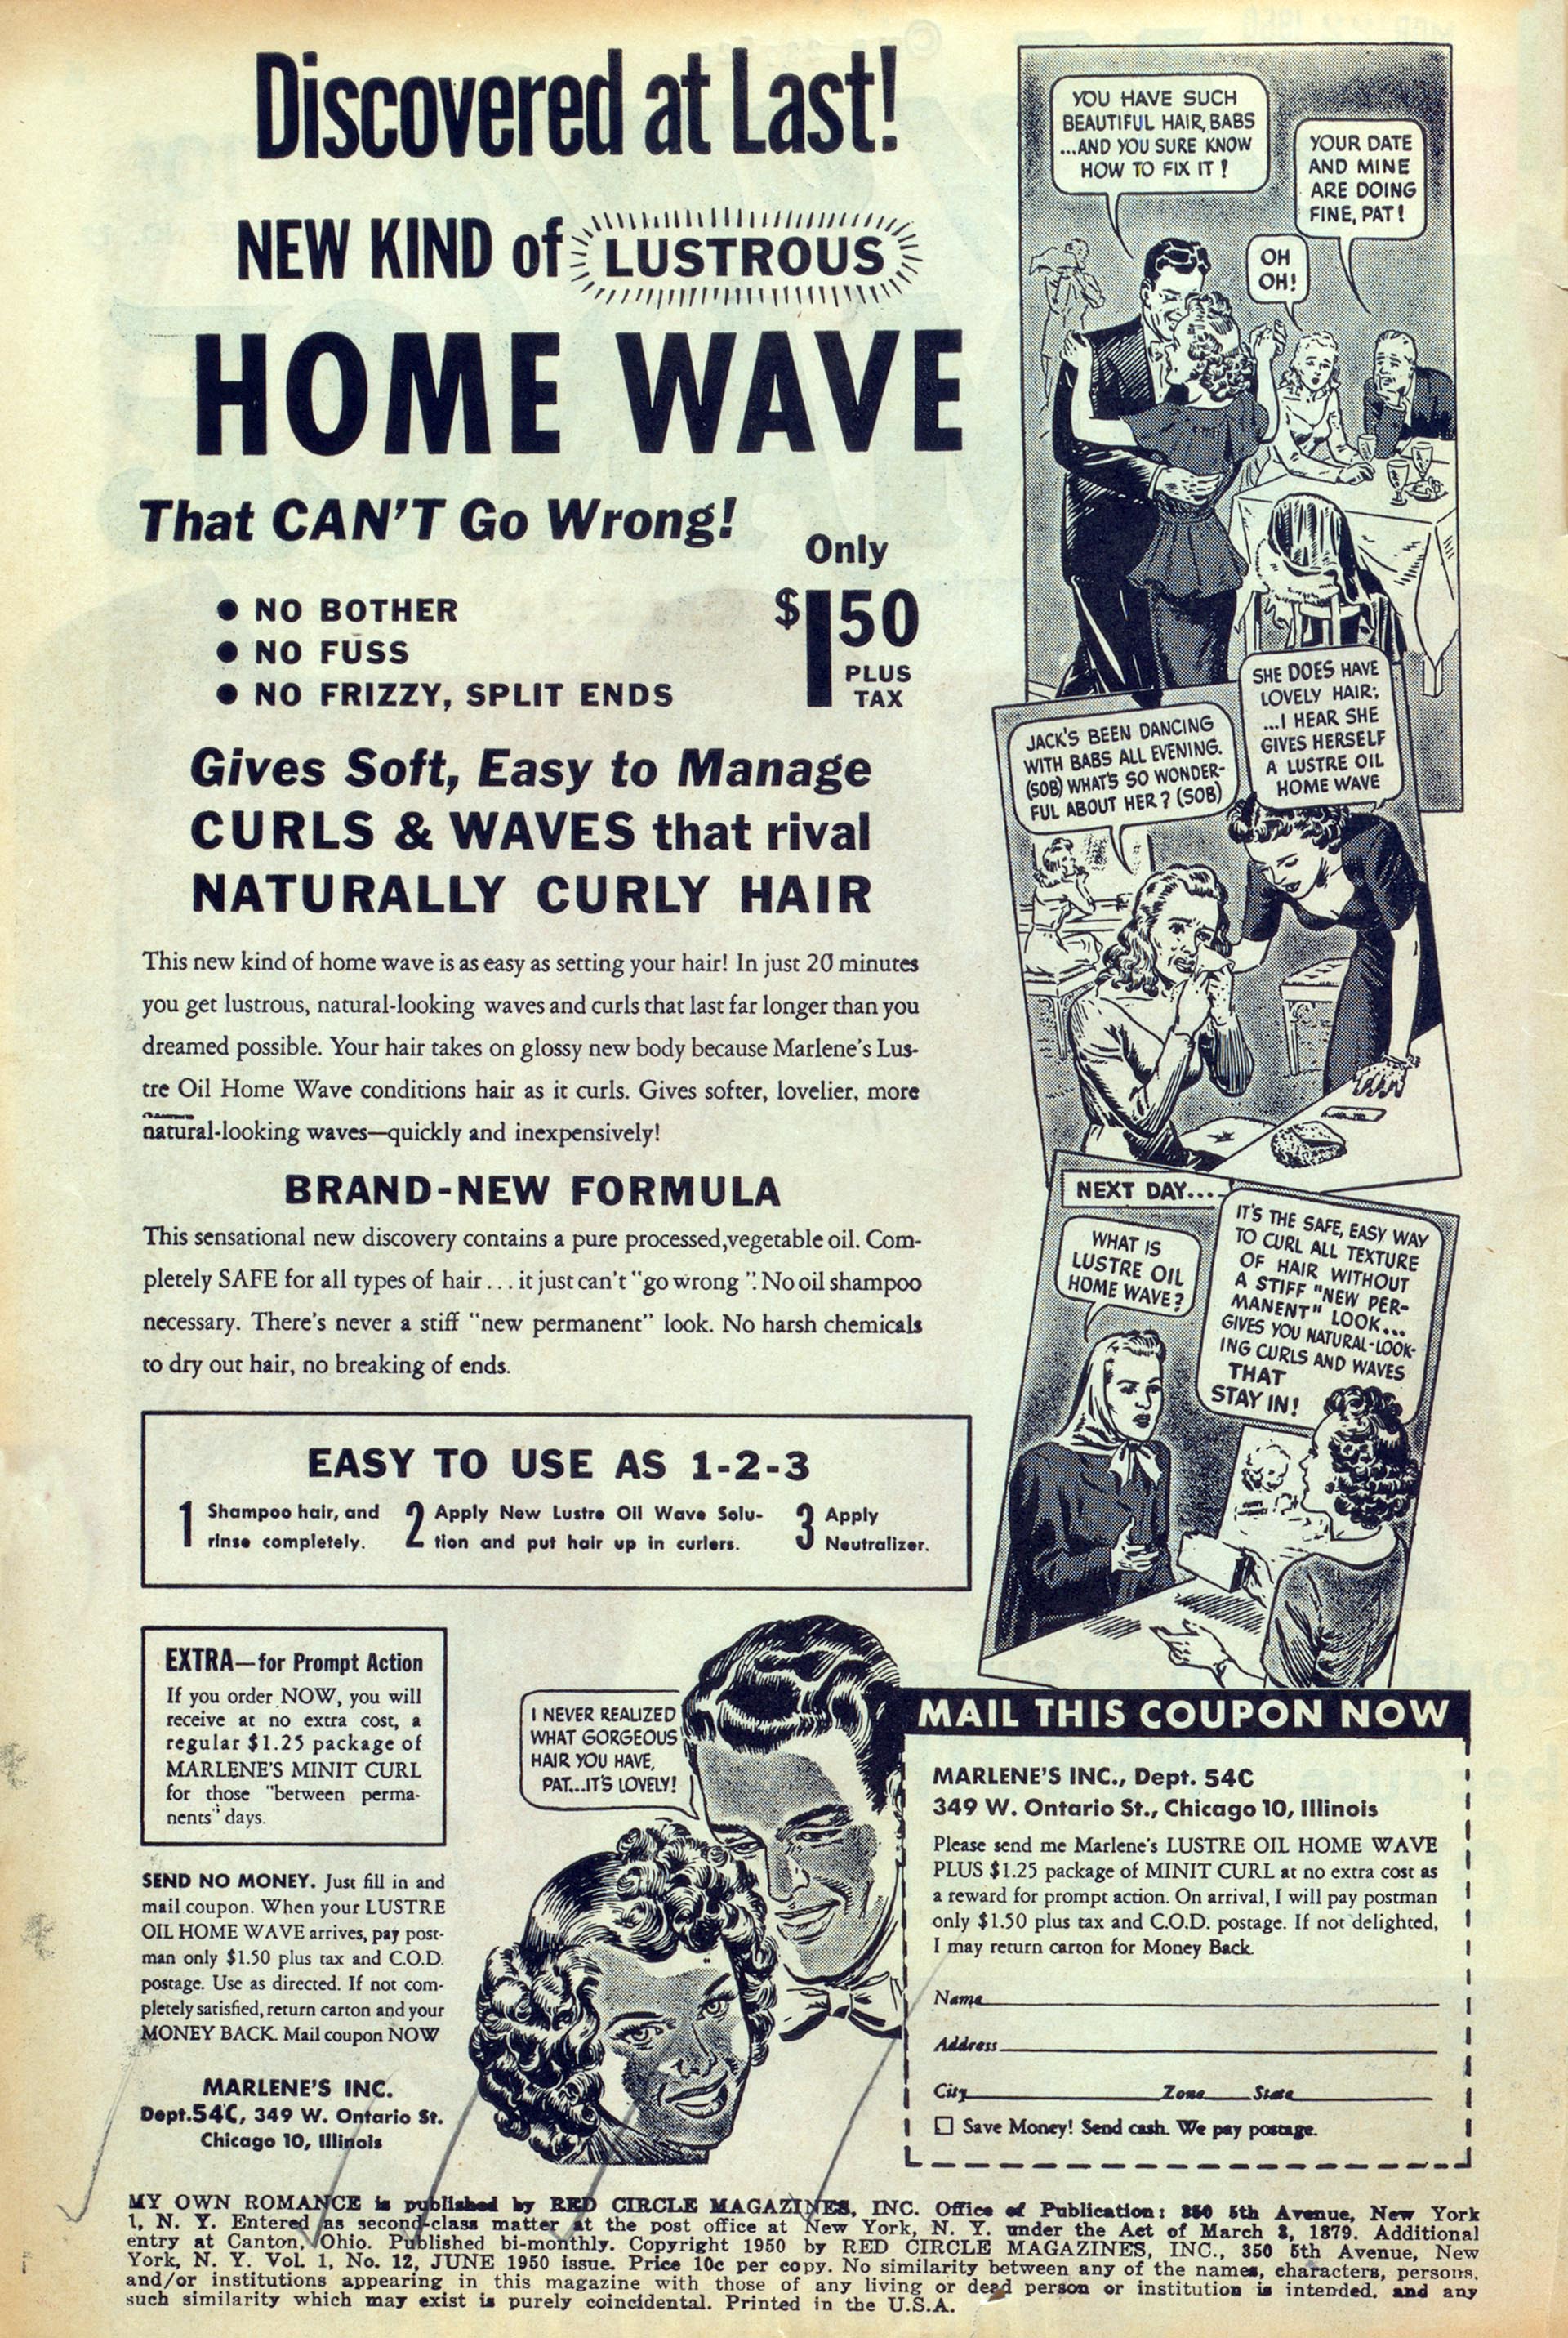 Discovered at Last!
NEW KIND of LUSTROUS
HOME WAVE
That CAN'T Go Wrong!
• NO BOTHER
• NO FUSS
• NO FRIZZY, SPLIT ENDS
Only
$1 50
PLUS
TAX
Gives Soft, Easy to Manage
CURLS & WAVES that rival
NATURALLY CURLY HAIR
This new kind of home wave is as easy as setting your hair! In just 20 minutes
you get lustrous, natural-looking waves and curls that last far longer than you
dreamed possible. Your hair takes on glossy new body because Marlene's Lus-
tre Oil Home Wave conditions hair as it curls. Gives softer, lovelier, more
natural-looking waves—quickly and inexpensively!
BRAND-NEW FORMULA
This sensational new discovery contains a pure processed,vegetable oil. Com-
pletely SAFE for all types of hair . . . it just can't "go wrong ". No oil shampoo
necessary. There's never a stiff "new permanent" look. No harsh chemicals
to dry out hair, no breaking of ends.
EASY TO USE AS 1-2-3
1 Shampoo hair, and
rinse completely.
2 Apply New Lustre Oil Wave Solu-
tion and put hair up in curlers.
3 Apply
Neutralizer.
EXTRA—for Prompt Action
If you order NOW, you will
receive at no extra cost, a
regular $1.25 package of
MARLENE'S MINIT CURL
for those "between perma-
nents" days.
SEND NO MONEY. Just fill in and
mail coupon. When your LUSTRE
OIL HOME WAVE arrives, pay post-
man only $1.50 plus tax and C.O.D.
postage. Use as directed. If not com-
pletely satisfied, return carton and your
MONEY BACK. Mail coupon NOW
MARLENE'S INC.
Dept.54C, 349 W. Ontario St.
Chicago 10, Illinois
YOU HAVE SUCH
BEAUTIFUL HAIR, BABS
...AND YOU SURE KNOW
HOW TO FIX IT!
YOUR DATE
AND MINE
ARE DOING
FINE, PAT!
OH
OH!
JACK'S BEEN DANCING
WITH BABS ALL EVENING.
(SOB) WHAT'S SO WONDER-
FUL ABOUT HER? (SOB)
SHE DOES HAVE
LOVELY HAIR;
...I HEAR SHE
GIVES HERSELF
A LUSTRE OIL
HOME WAVE
NEXT DAY...
WHAT IS
LUSTRE OIL
HOME WAVE?
IT'S THE SAFE, EASY WAY
TO CURL ALL TEXTURE
OF HAIR WITHOUT
A STIFF "NEW PER-
MANENT" LOOK...
GIVES YOU NATURAL-LOOK-
ING CURLS AND WAVES
THAT
STAY IN!
I NEVER REALIZED
WHAT GORGEOUS
HAIR YOU HAVE,
PAT...IT'S LOVELY!
MAIL THIS COUPON NOW
MARLENE'S INC., Dept. 54C
349 W. Ontario St., Chicago 10, Illinois
Please send me Marlene's LUSTRE OIL HOME WAVE
PLUS $1.25 package of MINIT CURL at no extra cost as
a reward for prompt action. On arrival, I will pay postman
only $1.50 plus tax and C.O.D. postage. If not delighted,
I may return carton for Money Back.
Name
Address
City Zone State
☐ Save Money! Send cash. We pay postage.
MY OWN ROMANCE is published by RED CIRCLE MAGAZINES, INC. Office of Publication: 350 5th Avenue, New York
1, N. Y. Entered as second-class matter at the post office at New York, N. Y. under the Act of March 3, 1879. Additional
entry at Canton, Ohio. Published bi-monthly. Copyright 1950 by RED CIRCLE MAGAZINES, INC., 350 5th Avenue, New
York, N. Y. Vol. 1, No. 12, JUNE 1950 issue. Price 10c per copy. No similarity between any of the names, characters, persons,
and/or institutions appearing in this magazine with those of any living or dead person or institution is intended, and any
such similarity which may exist is purely coincidental. Printed in the U.S.A.